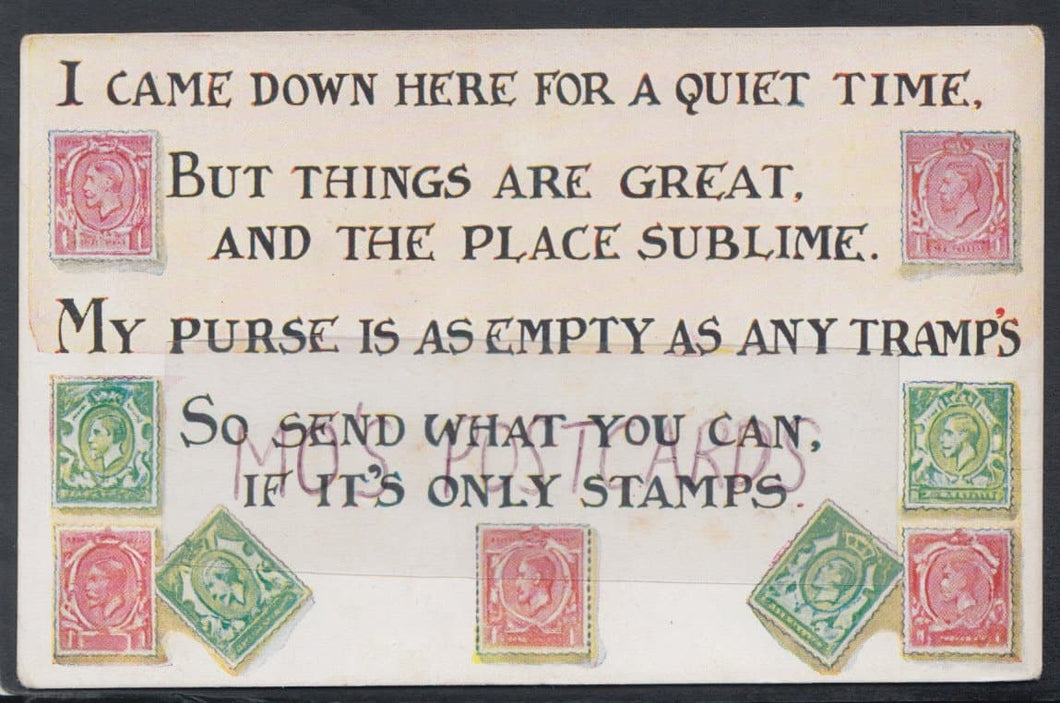 I CAME DOWN HERE FOR A QUIET TIME,
BUT THINGS ARE GREAT,
AND THE PLACE SUBLIME.
MY PURSE IS AS EMPTY AS ANY TRAMP'S
SO SEND WHAT YOU CAN,
MO'S POSTCARDS
IF IT'S ONLY STAMPS.